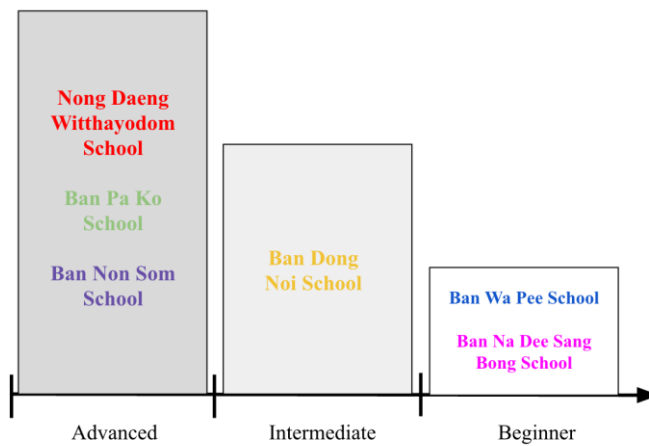 Nong Daeng
Witthayodom
School
Ban Pa Ko
School
Ban Non Som
School
Ban Dong
Noi School
Ban Wa Pee School
Ban Na Dee Sang
Bong School
Advanced
Intermediate
Beginner